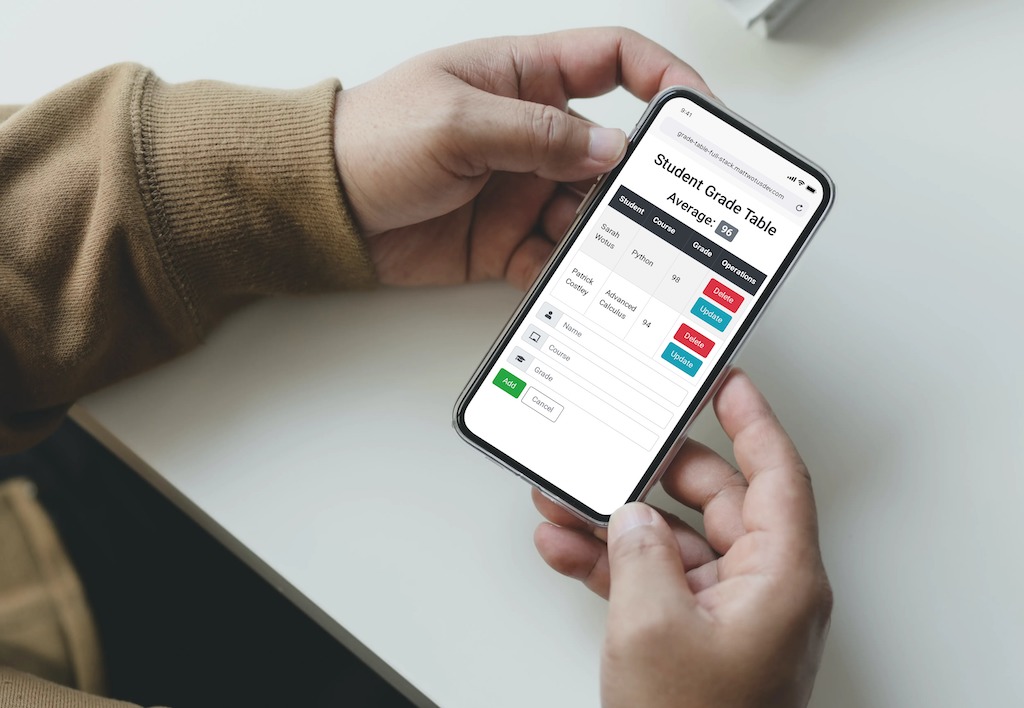 9:41
grade-table-full-stack.mattwotusdev.com
Student Grade Table
Average: 96
Student Course Grade Operations
Sarah Wotus Python 98 Delete Update
Patrick Costley Advanced Calculus 94 Delete Update
Name
Course
Grade
Add Cancel